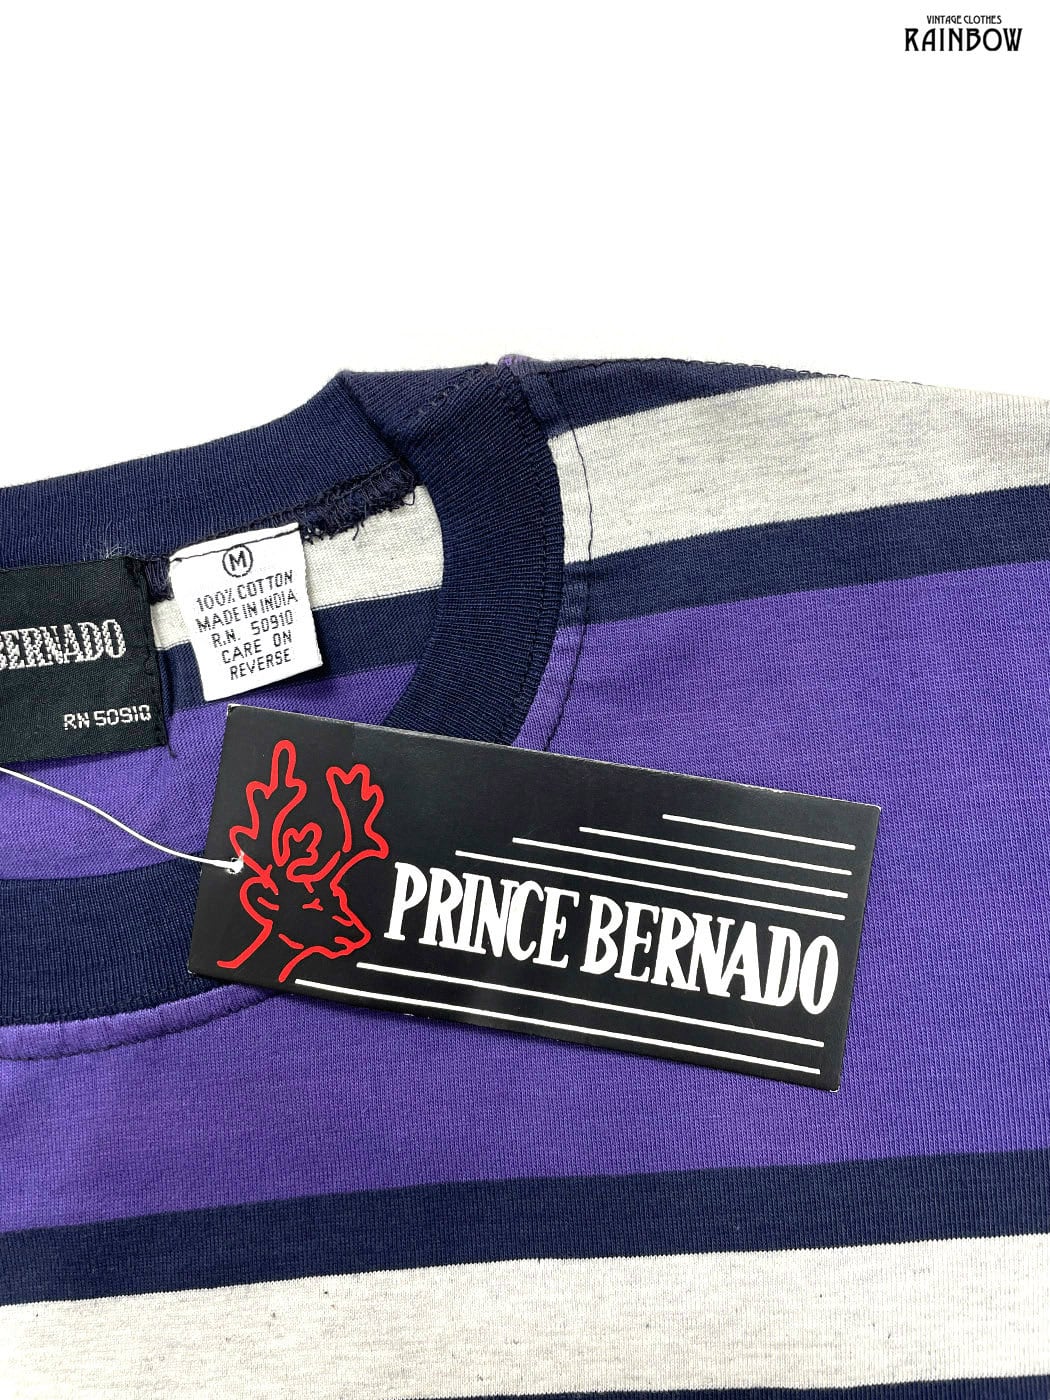 VINTAGE CLOTHES
RAINBOW
M
100% COTTON
MADE IN INDIA
R.N. 50910
CARE ON
REVERSE
BERNADO
RN 50910
PRINCE BERNADO